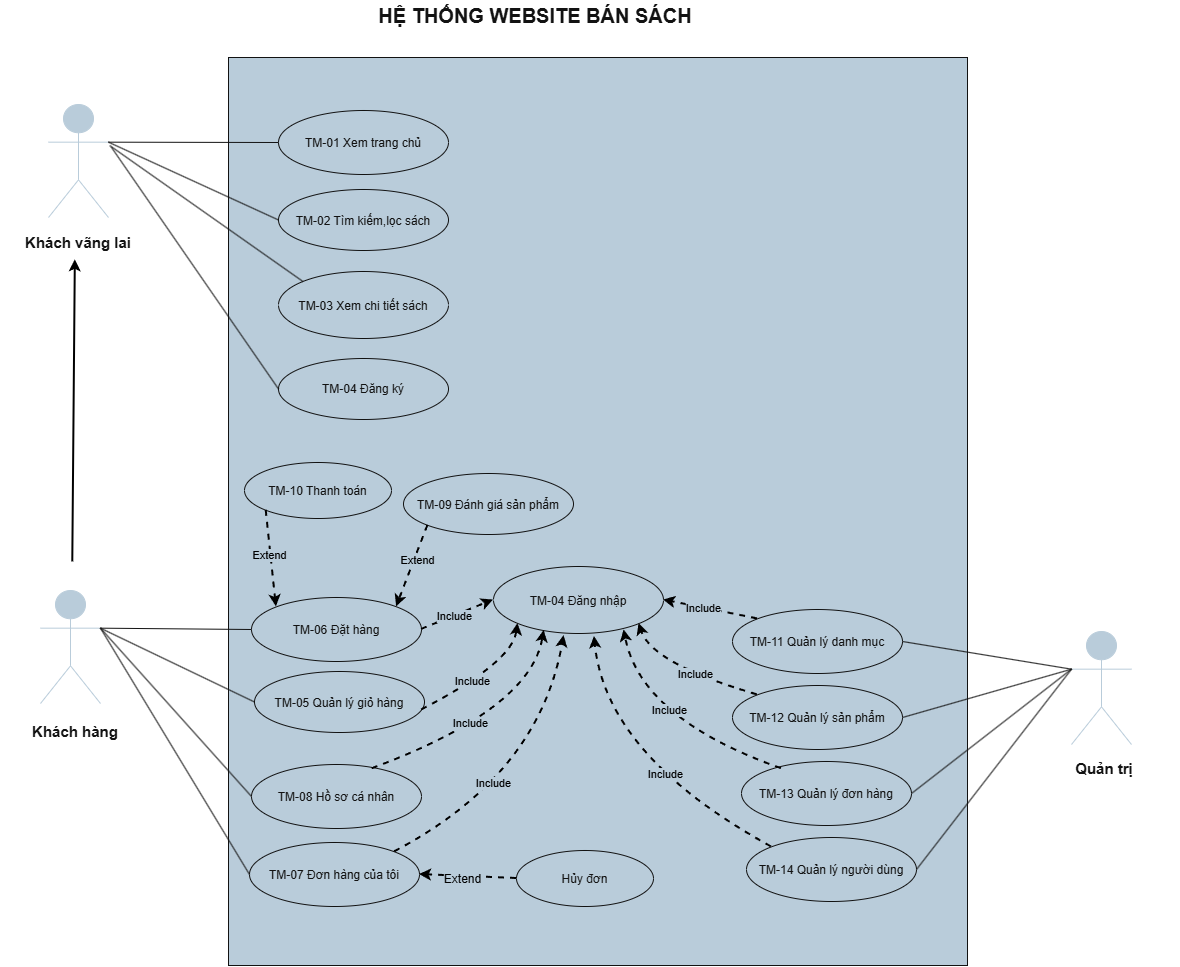 HỆ THỐNG WEBSITE BÁN SÁCH
TM-01 Xem trang chủ
TM-02 Tìm kiếm,lọc sách
Khách vãng lai
TM-03 Xem chi tiết sách
TM-04 Đăng ký
TM-10 Thanh toán
TM-09 Đánh giá sản phẩm
Extend
Extend
TM-04 Đăng nhập
Include
Include
TM-06 Đặt hàng
TM-11 Quản lý danh mục
Include
Include
TM-05 Quản lý giỏ hàng
Include
TM-12 Quản lý sản phẩm
Include
Khách hàng
Quản trị
Include
Include
TM-08 Hồ sơ cá nhân
TM-13 Quản lý đơn hàng
TM-07 Đơn hàng của tôi
Extend
Hủy đơn
TM-14 Quản lý người dùng